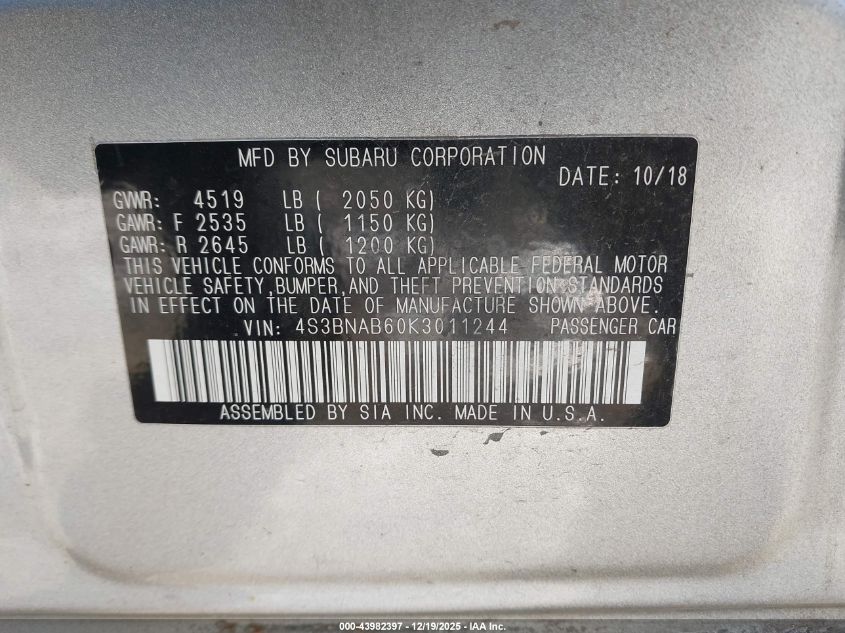 MFD BY SUBARU CORPORATION
DATE: 10/18
GVWR: 4519 LB ( 2050 KG)
GAWR: F 2535 LB ( 1150 KG)
GAWR: R 2645 LB ( 1200 KG)
THIS VEHICLE CONFORMS TO ALL APPLICABLE FEDERAL MOTOR
VEHICLE SAFETY,BUMPER,AND THEFT PREVENTION STANDARDS
IN EFFECT ON THE DATE OF MANUFACTURE SHOWN ABOVE.
VIN: 4S3BNAB60K3011244 PASSENGER CAR
ASSEMBLED BY SIA INC. MADE IN U.S.A.
000-43982397 - 12/19/2025 - IAA Inc.